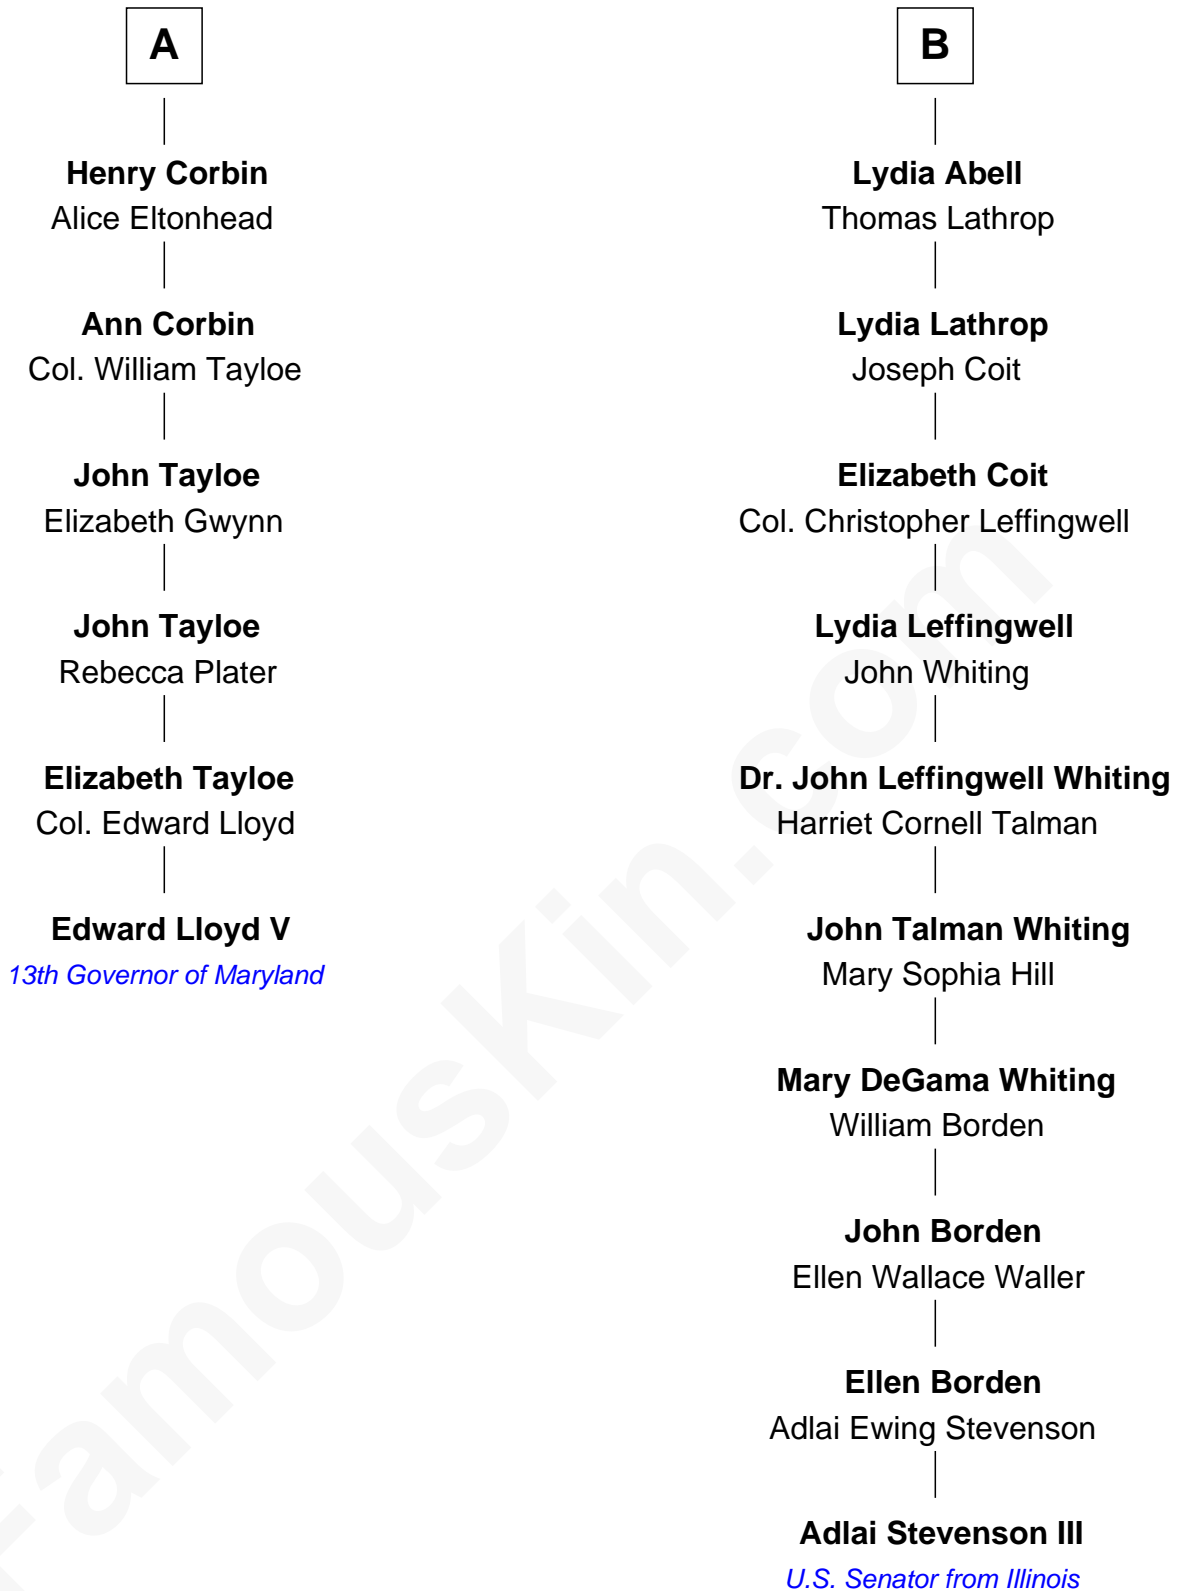 A
Henry Corbin
Alice Eltonhead
Ann Corbin
Col. William Tayloe
John Tayloe
Elizabeth Gwynn
John Tayloe
Rebecca Plater
Elizabeth Tayloe
Col. Edward Lloyd
Edward Lloyd V
13th Governor of Maryland
B
Lydia Abell
Thomas Lathrop
Lydia Lathrop
Joseph Coit
Elizabeth Coit
Col. Christopher Leffingwell
Lydia Leffingwell
John Whiting
Dr. John Leffingwell Whiting
Harriet Cornell Talman
John Talman Whiting
Mary Sophia Hill
Mary DeGama Whiting
William Borden
John Borden
Ellen Wallace Waller
Ellen Borden
Adlai Ewing Stevenson
Adlai Stevenson III
U.S. Senator from Illinois
FamousKin.com